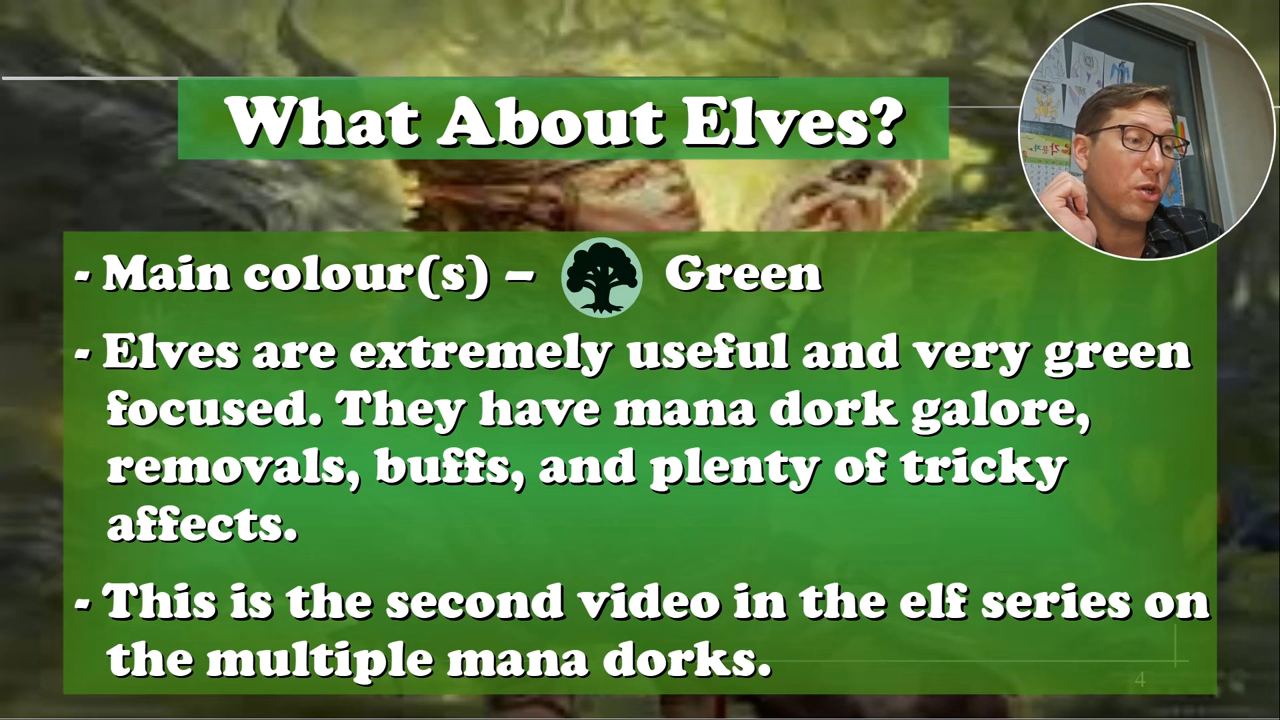 What About Elves?
- Main colour(s) – Green
- Elves are extremely useful and very green
focused. They have mana dork galore,
removals, buffs, and plenty of tricky
affects.
- This is the second video in the elf series on
the multiple mana dorks.
4